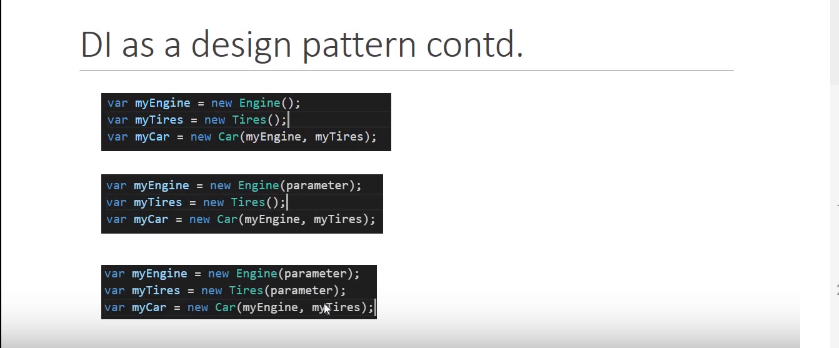 DI as a design pattern contd.
var myEngine = new Engine();
var myTires = new Tires();
var myCar = new Car(myEngine, myTires);
var myEngine = new Engine(parameter);
var myTires = new Tires();
var myCar = new Car(myEngine, myTires);
var myEngine = new Engine(parameter);
var myTires = new Tires(parameter);
var myCar = new Car(myEngine, myTires);